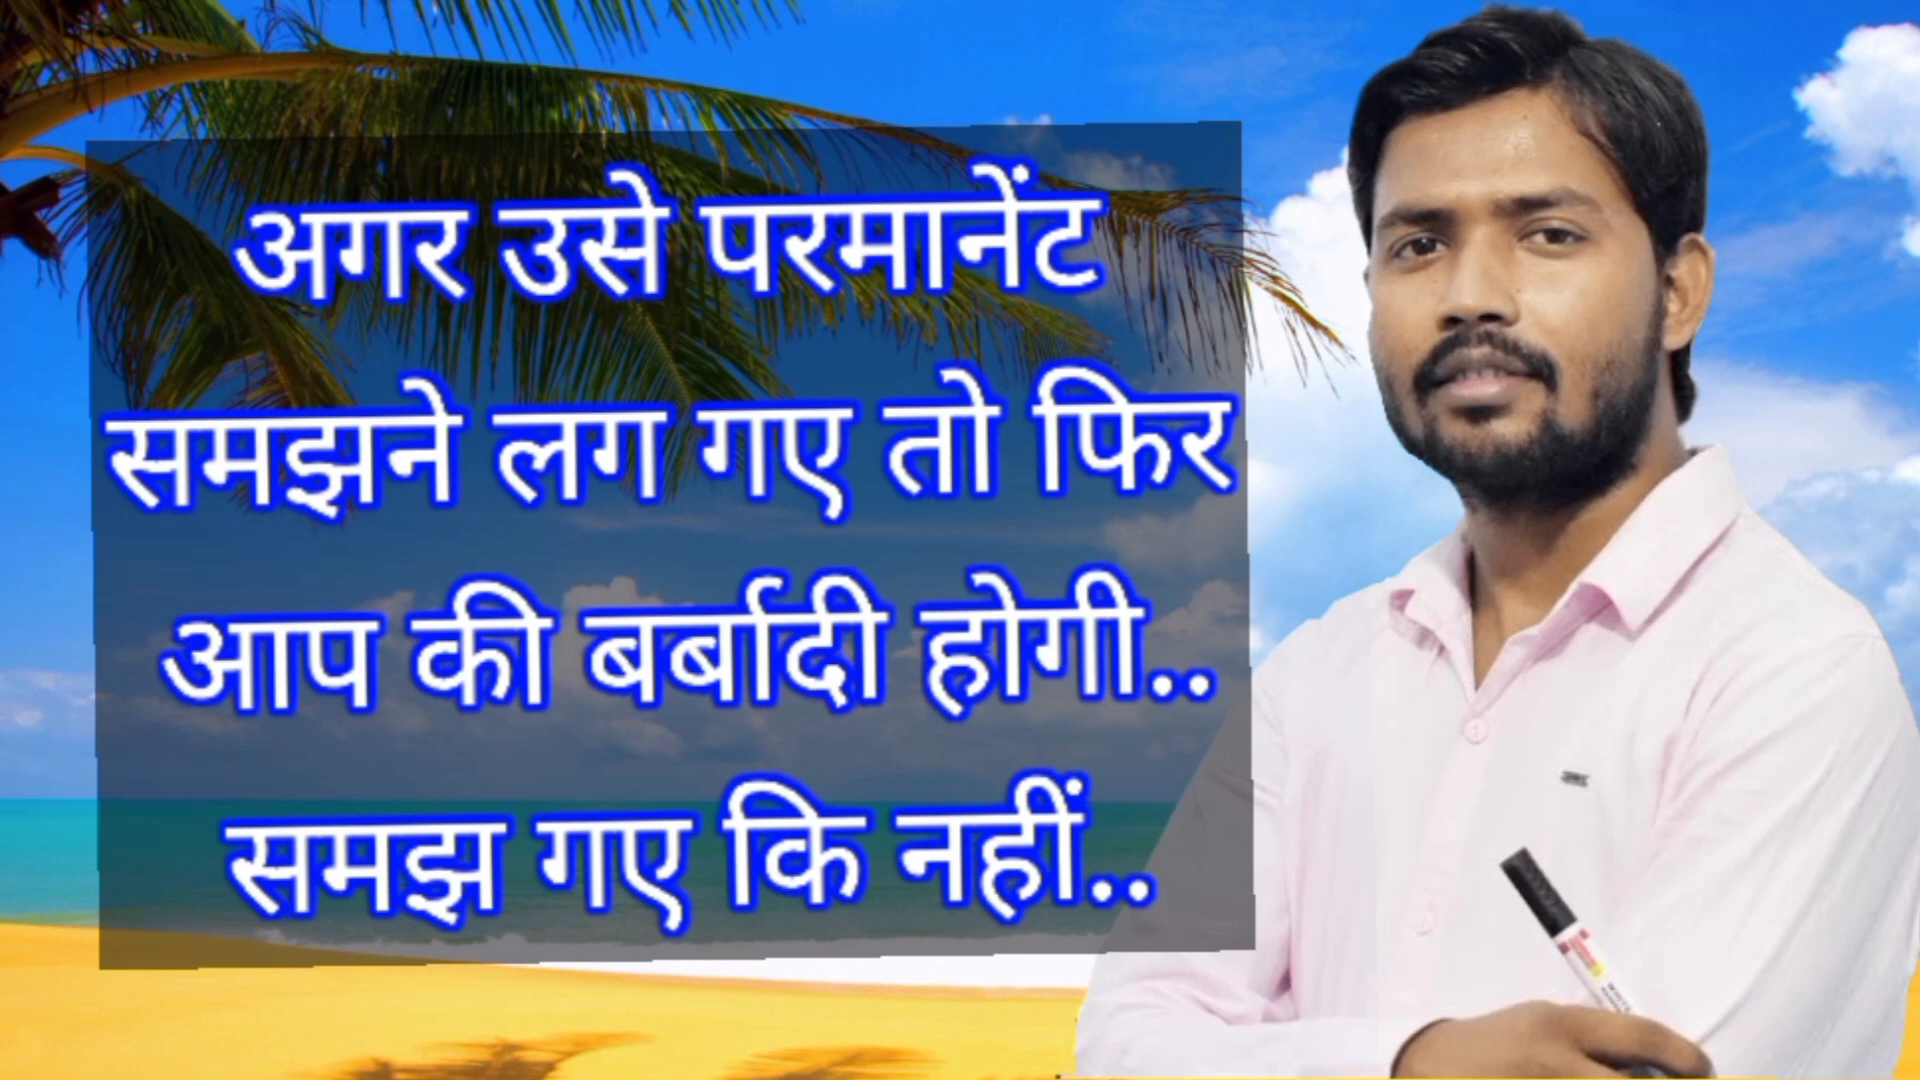 अगर उसे परमानेंट
समझने लग गए तो फिर
आप की बर्बादी होगी..
समझ गए कि नहीं..